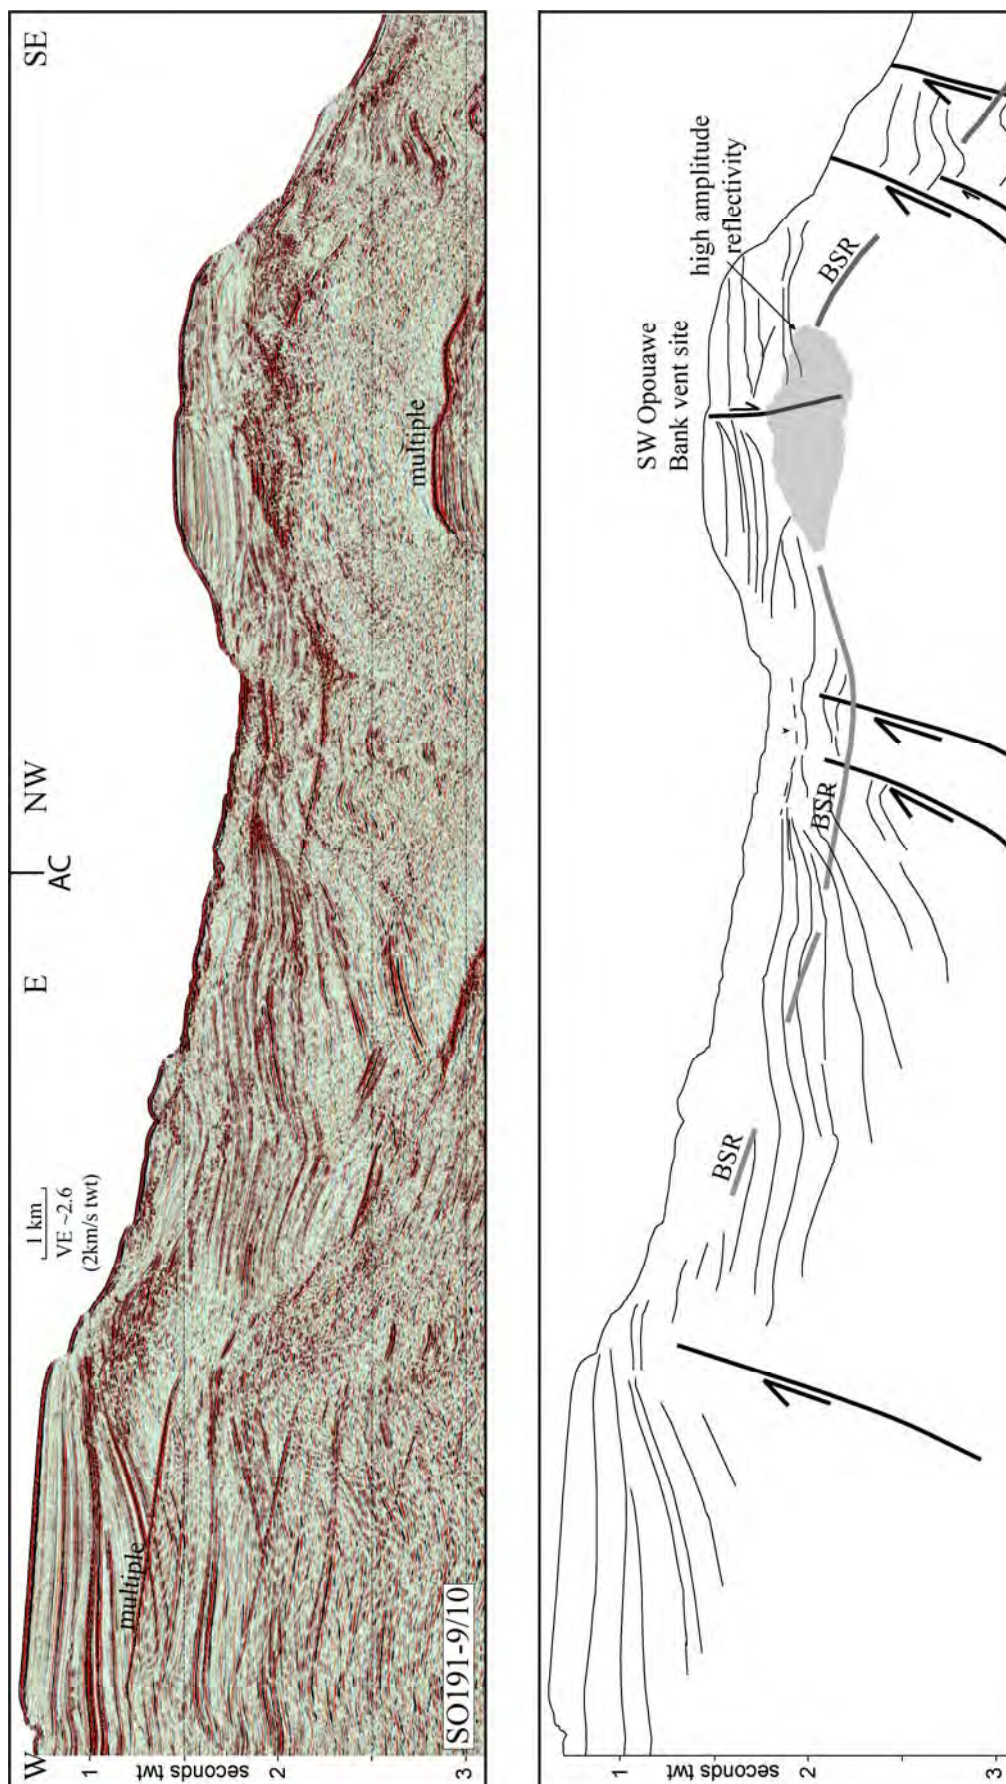 W
E
NW
SE
AC
1 km
VE ~2.6
(2km/s twt)
multiple
multiple
SO191-9/10
1
2
3
seconds twt
SW Opouawe
Bank vent site
high amplitude
reflectivity
BSR
BSR
BSR
1
2
3
seconds twt